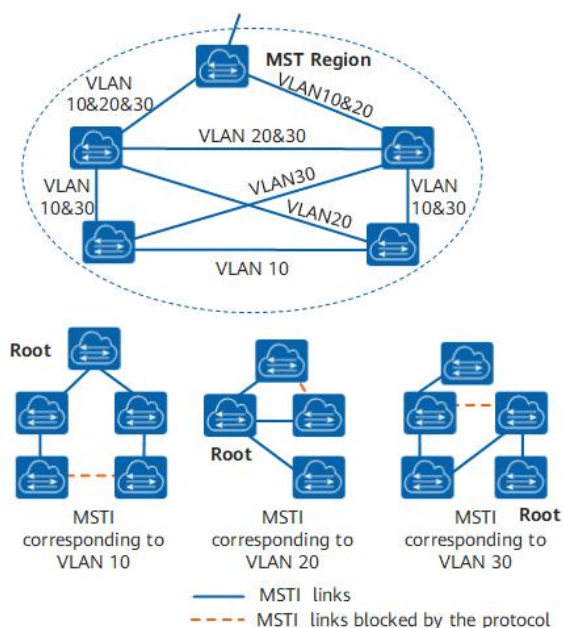 MST Region
VLAN
10&20&30
VLAN10&20
VLAN 20&30
VLAN
10&30
VLAN30
VLAN20
VLAN
10&30
VLAN 10
Root
Root
Root
MSTI
corresponding to
VLAN 10
MSTI
corresponding to
VLAN 20
MSTI
corresponding to
VLAN 30
MSTI links
MSTI links blocked by the protocol